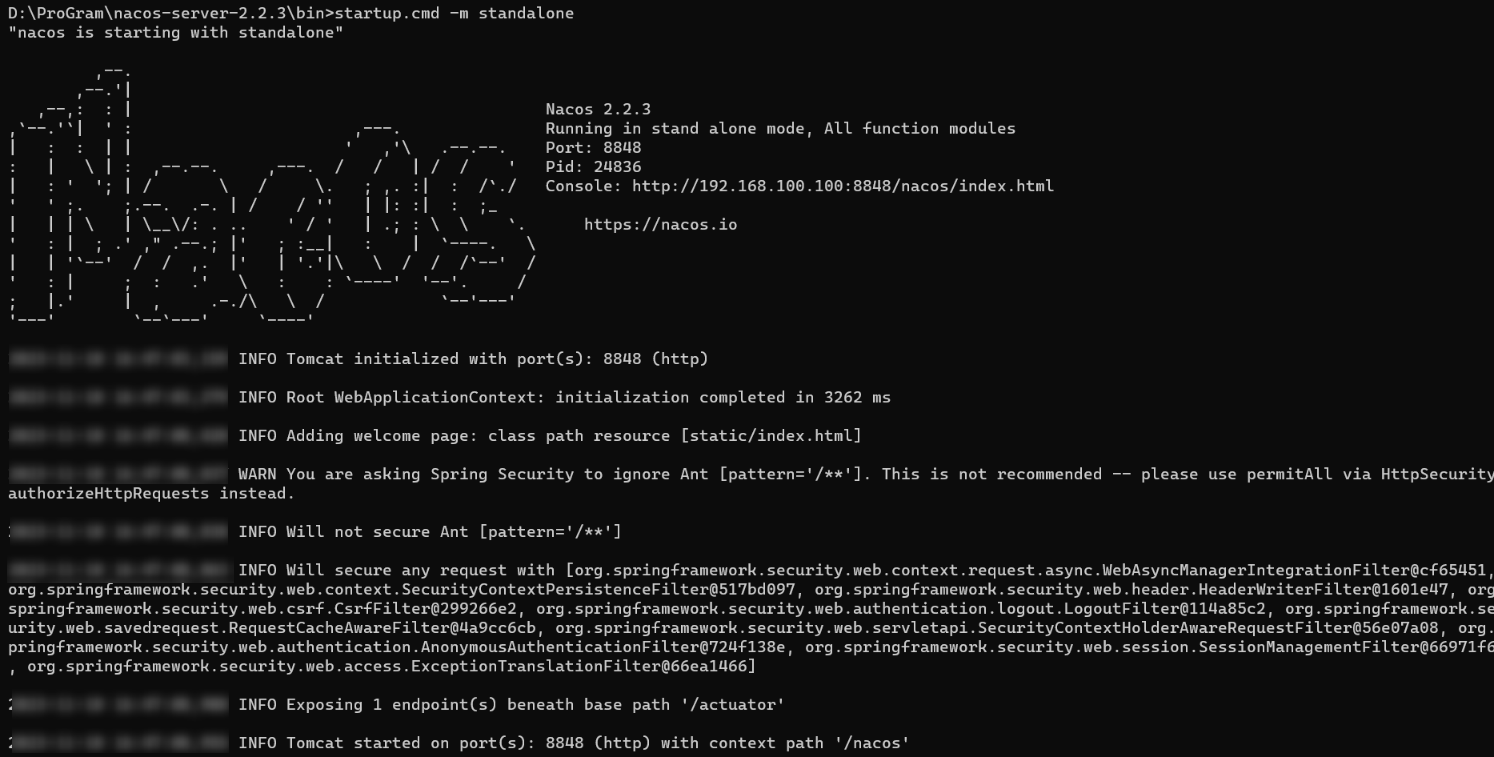 D:\ProGram\nacos-server-2.2.3\bin>startup.cmd -m standalone
"nacos is starting with standalone"
Nacos 2.2.3
Running in stand alone mode, All function modules
Port: 8848
Pid: 24836
Console: http://192.168.100.100:8848/nacos/index.html
https://nacos.io
INFO Tomcat initialized with port(s): 8848 (http)
INFO Root WebApplicationContext: initialization completed in 3262 ms
INFO Adding welcome page: class path resource [static/index.html]
WARN You are asking Spring Security to ignore Ant [pattern='/**']. This is not recommended -- please use permitAll via HttpSecurity
authorizeHttpRequests instead.
INFO Will not secure Ant [pattern='/**']
INFO Will secure any request with [org.springframework.security.web.context.request.async.WebAsyncManagerIntegrationFilter@cf65451,
org.springframework.security.web.context.SecurityContextPersistenceFilter@517bd097, org.springframework.security.web.header.HeaderWriterFilter@1601e47, org
springframework.security.web.csrf.CsrfFilter@299266e2, org.springframework.security.web.authentication.logout.LogoutFilter@114a85c2, org.springframework.se
urity.web.savedrequest.RequestCacheAwareFilter@4a9cc6cb, org.springframework.security.web.servletapi.SecurityContextHolderAwareRequestFilter@56e07a08, org.
pringframework.security.web.authentication.AnonymousAuthenticationFilter@724f138e, org.springframework.security.web.session.SessionManagementFilter@66971f6
, org.springframework.security.web.access.ExceptionTranslationFilter@66ea1466]
INFO Exposing 1 endpoint(s) beneath base path '/actuator'
INFO Tomcat started on port(s): 8848 (http) with context path '/nacos'